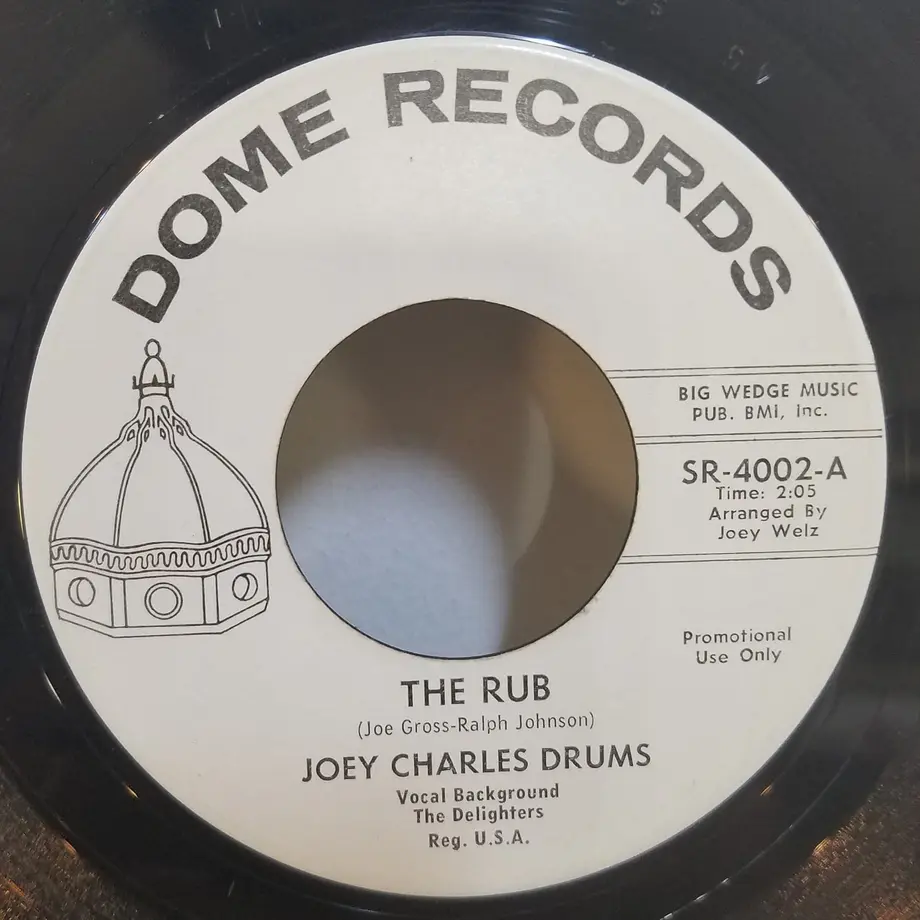 DOME RECORDS
BIG WEDGE MUSIC
PUB. BMI, Inc.
SR-4002-A
Time: 2:05
Arranged By
Joey Welz
Promotional
Use Only
THE RUB
(Joe Gross-Ralph Johnson)
JOEY CHARLES DRUMS
Vocal Background
The Delighters
Reg. U.S.A.